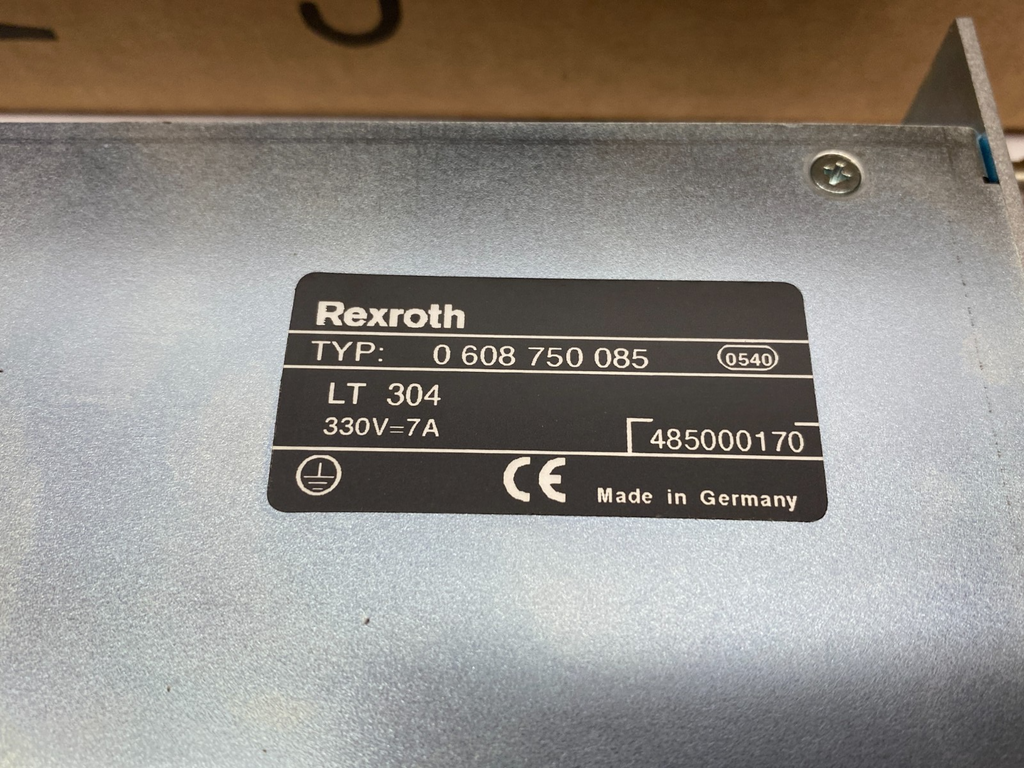 Rexroth
TYP: 0 608 750 085 0540
LT 304
330V=7A
485000170
CE Made in Germany